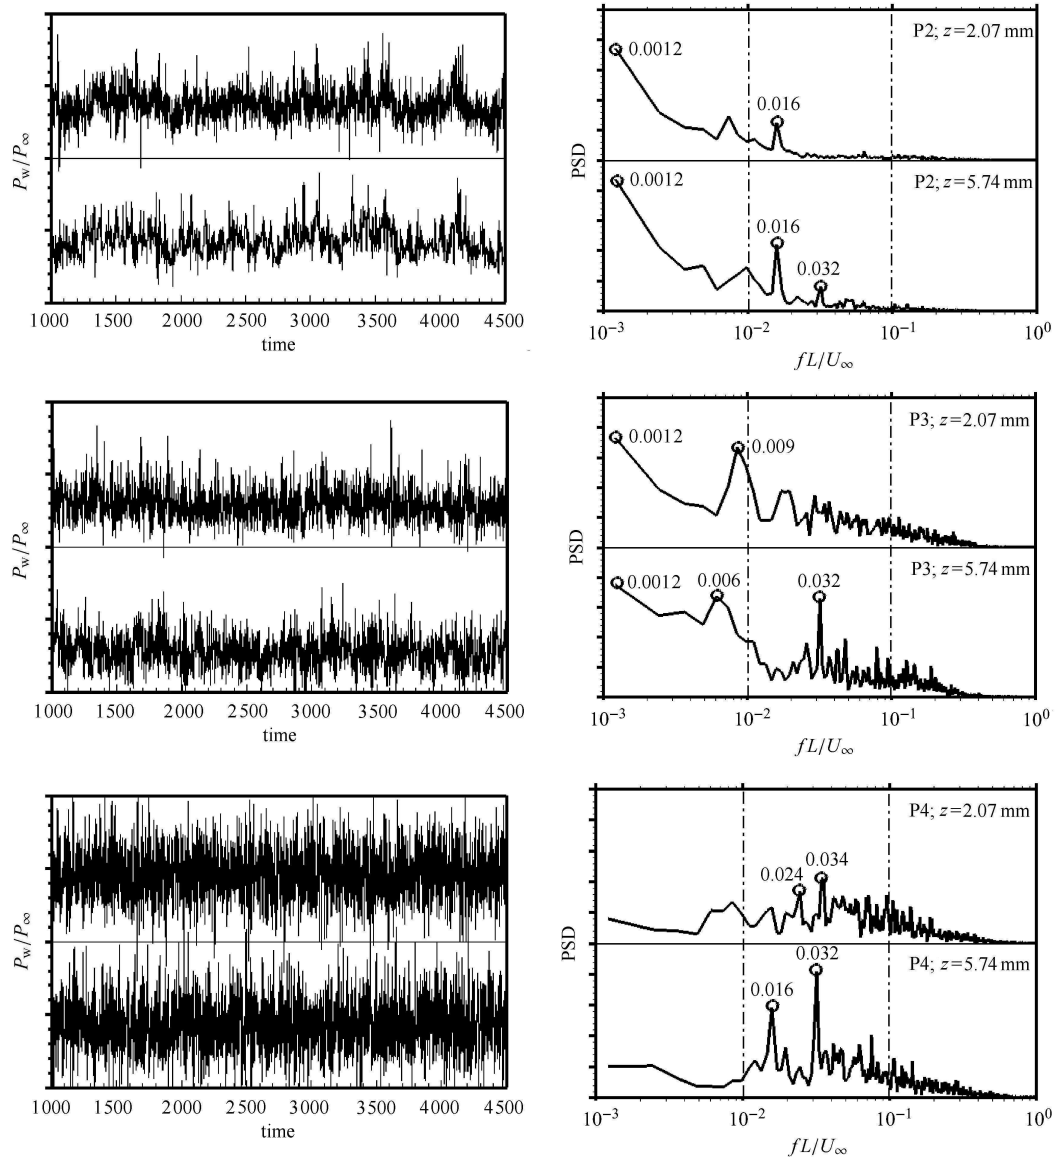 P_w/P_∞
1000 1500 2000 2500 3000 3500 4000 4500
time
PSD
P2; z=2.07 mm
0.0012
0.016
P2; z=5.74 mm
0.0012
0.016
0.032
10^−3 10^−2 10^−1 10^0
fL/U_∞
P_w/P_∞
1000 1500 2000 2500 3000 3500 4000 4500
time
PSD
P3; z=2.07 mm
0.0012
0.009
P3; z=5.74 mm
0.0012
0.006
0.032
10^−3 10^−2 10^−1 10^0
fL/U_∞
P_w/P_∞
1000 1500 2000 2500 3000 3500 4000 4500
time
PSD
P4; z=2.07 mm
0.024
0.034
P4; z=5.74 mm
0.016
0.032
10^−3 10^−2 10^−1 10^0
fL/U_∞